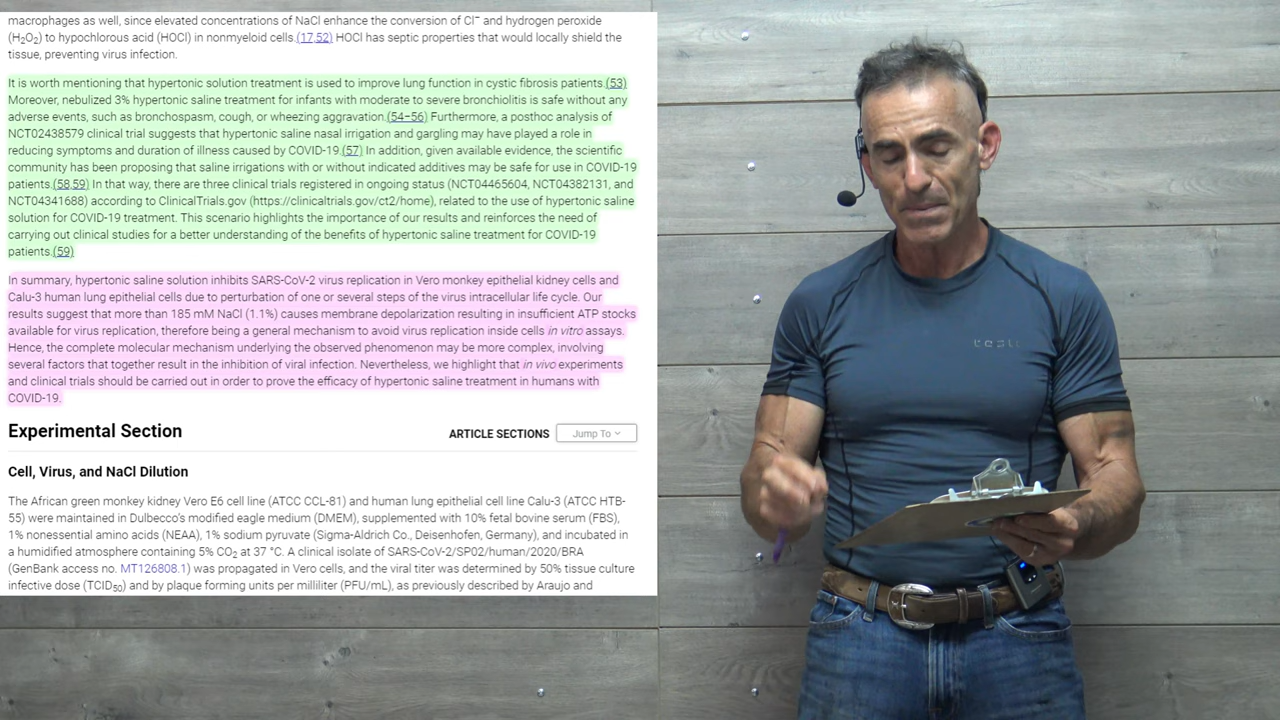 macrophages as well, since elevated concentrations of NaCl enhance the conversion of Cl⁻ and hydrogen peroxide
(H₂O₂) to hypochlorous acid (HOCl) in nonmyeloid cells.(17,52) HOCl has septic properties that would locally shield the
tissue, preventing virus infection.
It is worth mentioning that hypertonic solution treatment is used to improve lung function in cystic fibrosis patients.(53)
Moreover, nebulized 3% hypertonic saline treatment for infants with moderate to severe bronchiolitis is safe without any
adverse events, such as bronchospasm, cough, or wheezing aggravation.(54−56) Furthermore, a posthoc analysis of
NCT02438579 clinical trial suggests that hypertonic saline nasal irrigation and gargling may have played a role in
reducing symptoms and duration of illness caused by COVID-19.(57) In addition, given available evidence, the scientific
community has been proposing that saline irrigations with or without indicated additives may be safe for use in COVID-19
patients.(58,59) In that way, there are three clinical trials registered in ongoing status (NCT04465604, NCT04382131, and
NCT04341688) according to ClinicalTrials.gov (https://clinicaltrials.gov/ct2/home), related to the use of hypertonic saline
solution for COVID-19 treatment. This scenario highlights the importance of our results and reinforces the need of
carrying out clinical studies for a better understanding of the benefits of hypertonic saline treatment for COVID-19
patients.(59)
In summary, hypertonic saline solution inhibits SARS-CoV-2 virus replication in Vero monkey epithelial kidney cells and
Calu-3 human lung epithelial cells due to perturbation of one or several steps of the virus intracellular life cycle. Our
results suggest that more than 185 mM NaCl (1.1%) causes membrane depolarization resulting in insufficient ATP stocks
available for virus replication, therefore being a general mechanism to avoid virus replication inside cells in vitro assays.
Hence, the complete molecular mechanism underlying the observed phenomenon may be more complex, involving
several factors that together result in the inhibition of viral infection. Nevertheless, we highlight that in vivo experiments
and clinical trials should be carried out in order to prove the efficacy of hypertonic saline treatment in humans with
COVID-19.
Experimental Section
ARTICLE SECTIONS Jump To
Cell, Virus, and NaCl Dilution
The African green monkey kidney Vero E6 cell line (ATCC CCL-81) and human lung epithelial cell line Calu-3 (ATCC HTB-
55) were maintained in Dulbecco's modified eagle medium (DMEM), supplemented with 10% fetal bovine serum (FBS),
1% nonessential amino acids (NEAA), 1% sodium pyruvate (Sigma-Aldrich Co., Deisenhofen, Germany), and incubated in
a humidified atmosphere containing 5% CO₂ at 37 °C. A clinical isolate of SARS-CoV-2/SP02/human/2020/BRA
(GenBank access no. MT126808.1) was propagated in Vero cells, and the viral titer was determined by 50% tissue culture
infective dose (TCID₅₀) and by plaque forming units per milliliter (PFU/mL), as previously described by Araujo and